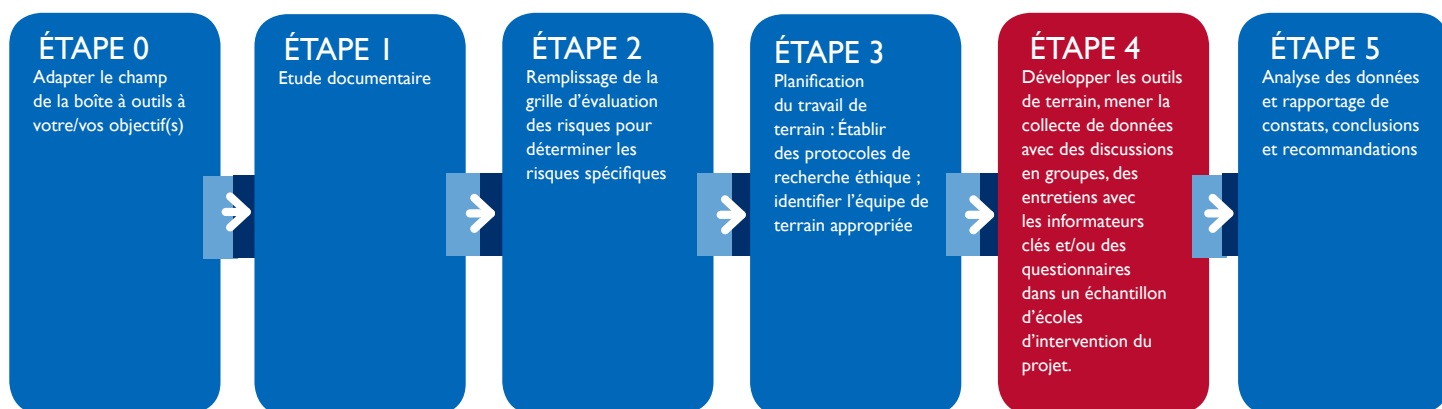 ÉTAPE 0
Adapter le champ
de la boîte à outils à
votre/vos objectif(s)
ÉTAPE 1
Etude documentaire
ÉTAPE 2
Remplissage de la
grille d’évaluation
des risques pour
déterminer les
risques spécifiques
ÉTAPE 3
Planification
du travail de
terrain : Établir
des protocoles de
recherche éthique ;
identifier l’équipe de
terrain appropriée
ÉTAPE 4
Développer les outils
de terrain, mener la
collecte de données
avec des discussions
en groupes, des
entretiens avec
les informateurs
clés et/ou des
questionnaires
dans un échantillon
d’écoles
d’intervention du
projet.
ÉTAPE 5
Analyse des données
et rapportage de
constats, conclusions
et recommandations